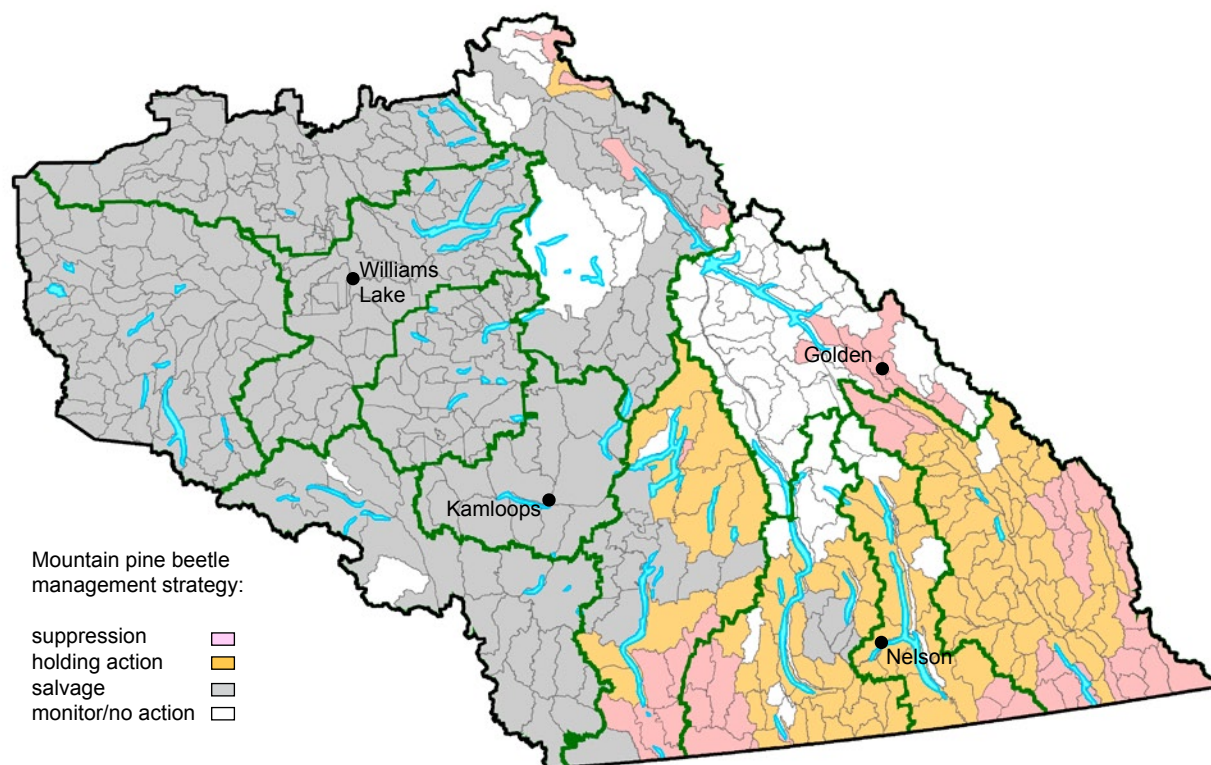 Williams
Lake
Golden
Kamloops
Nelson
Mountain pine beetle
management strategy:
suppression
holding action
salvage
monitor/no action